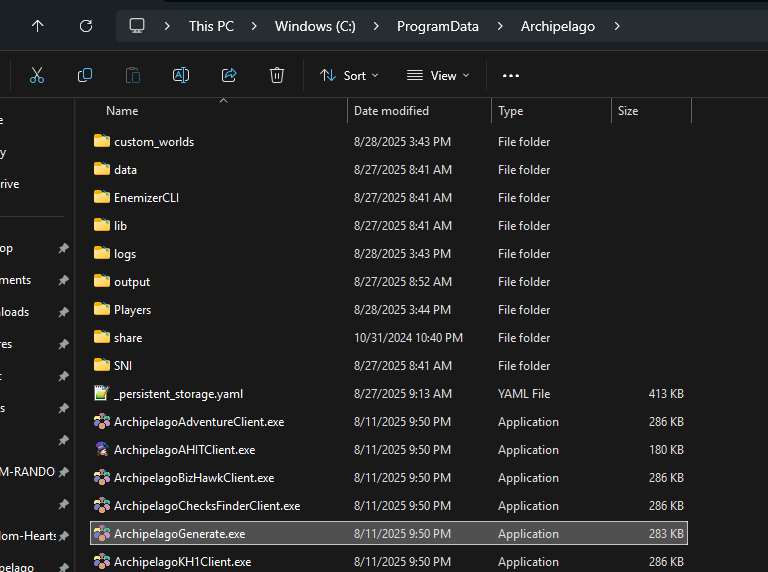 This PC Windows (C:) ProgramData Archipelago
Sort View
Name Date modified Type Size
custom_worlds 8/28/2025 3:43 PM File folder
data 8/27/2025 8:41 AM File folder
EnemizerCLI 8/27/2025 8:41 AM File folder
lib 8/27/2025 8:41 AM File folder
logs 8/28/2025 3:43 PM File folder
output 8/27/2025 8:52 AM File folder
Players 8/28/2025 3:44 PM File folder
share 10/31/2024 10:40 PM File folder
SNI 8/27/2025 8:41 AM File folder
_persistent_storage.yaml 8/27/2025 9:13 AM YAML File 413 KB
ArchipelagoAdventureClient.exe 8/11/2025 9:50 PM Application 286 KB
ArchipelagoAHITClient.exe 8/11/2025 9:50 PM Application 180 KB
ArchipelagoBizHawkClient.exe 8/11/2025 9:50 PM Application 286 KB
ArchipelagoChecksFinderClient.exe 8/11/2025 9:50 PM Application 286 KB
ArchipelagoGenerate.exe 8/11/2025 9:50 PM Application 283 KB
ArchipelagoKH1Client.exe 8/11/2025 9:50 PM Application 286 KB
e
y
rive
op
ments
loads
res
t
s
M-RANDO
om-Hearts
pelago